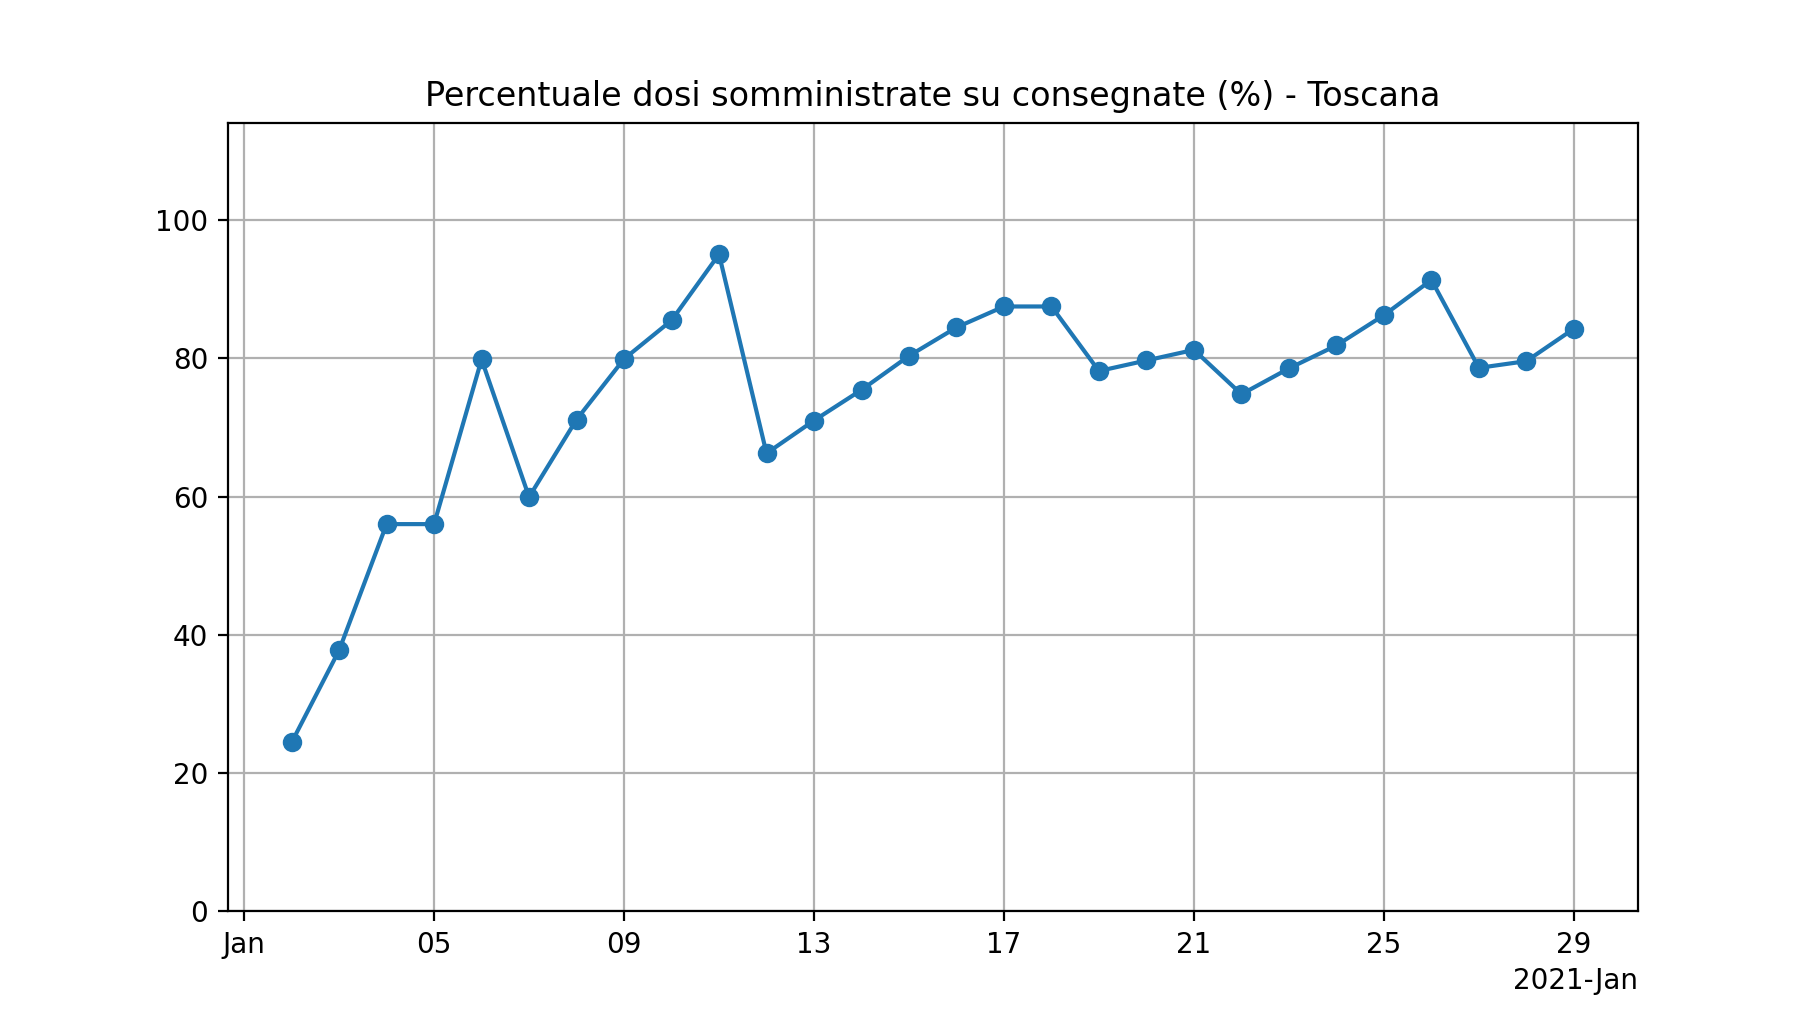 Percentuale dosi somministrate su consegnate (%) - Toscana
100
80
60
40
20
0
Jan 05 09 13 17 21 25 29
2021-Jan